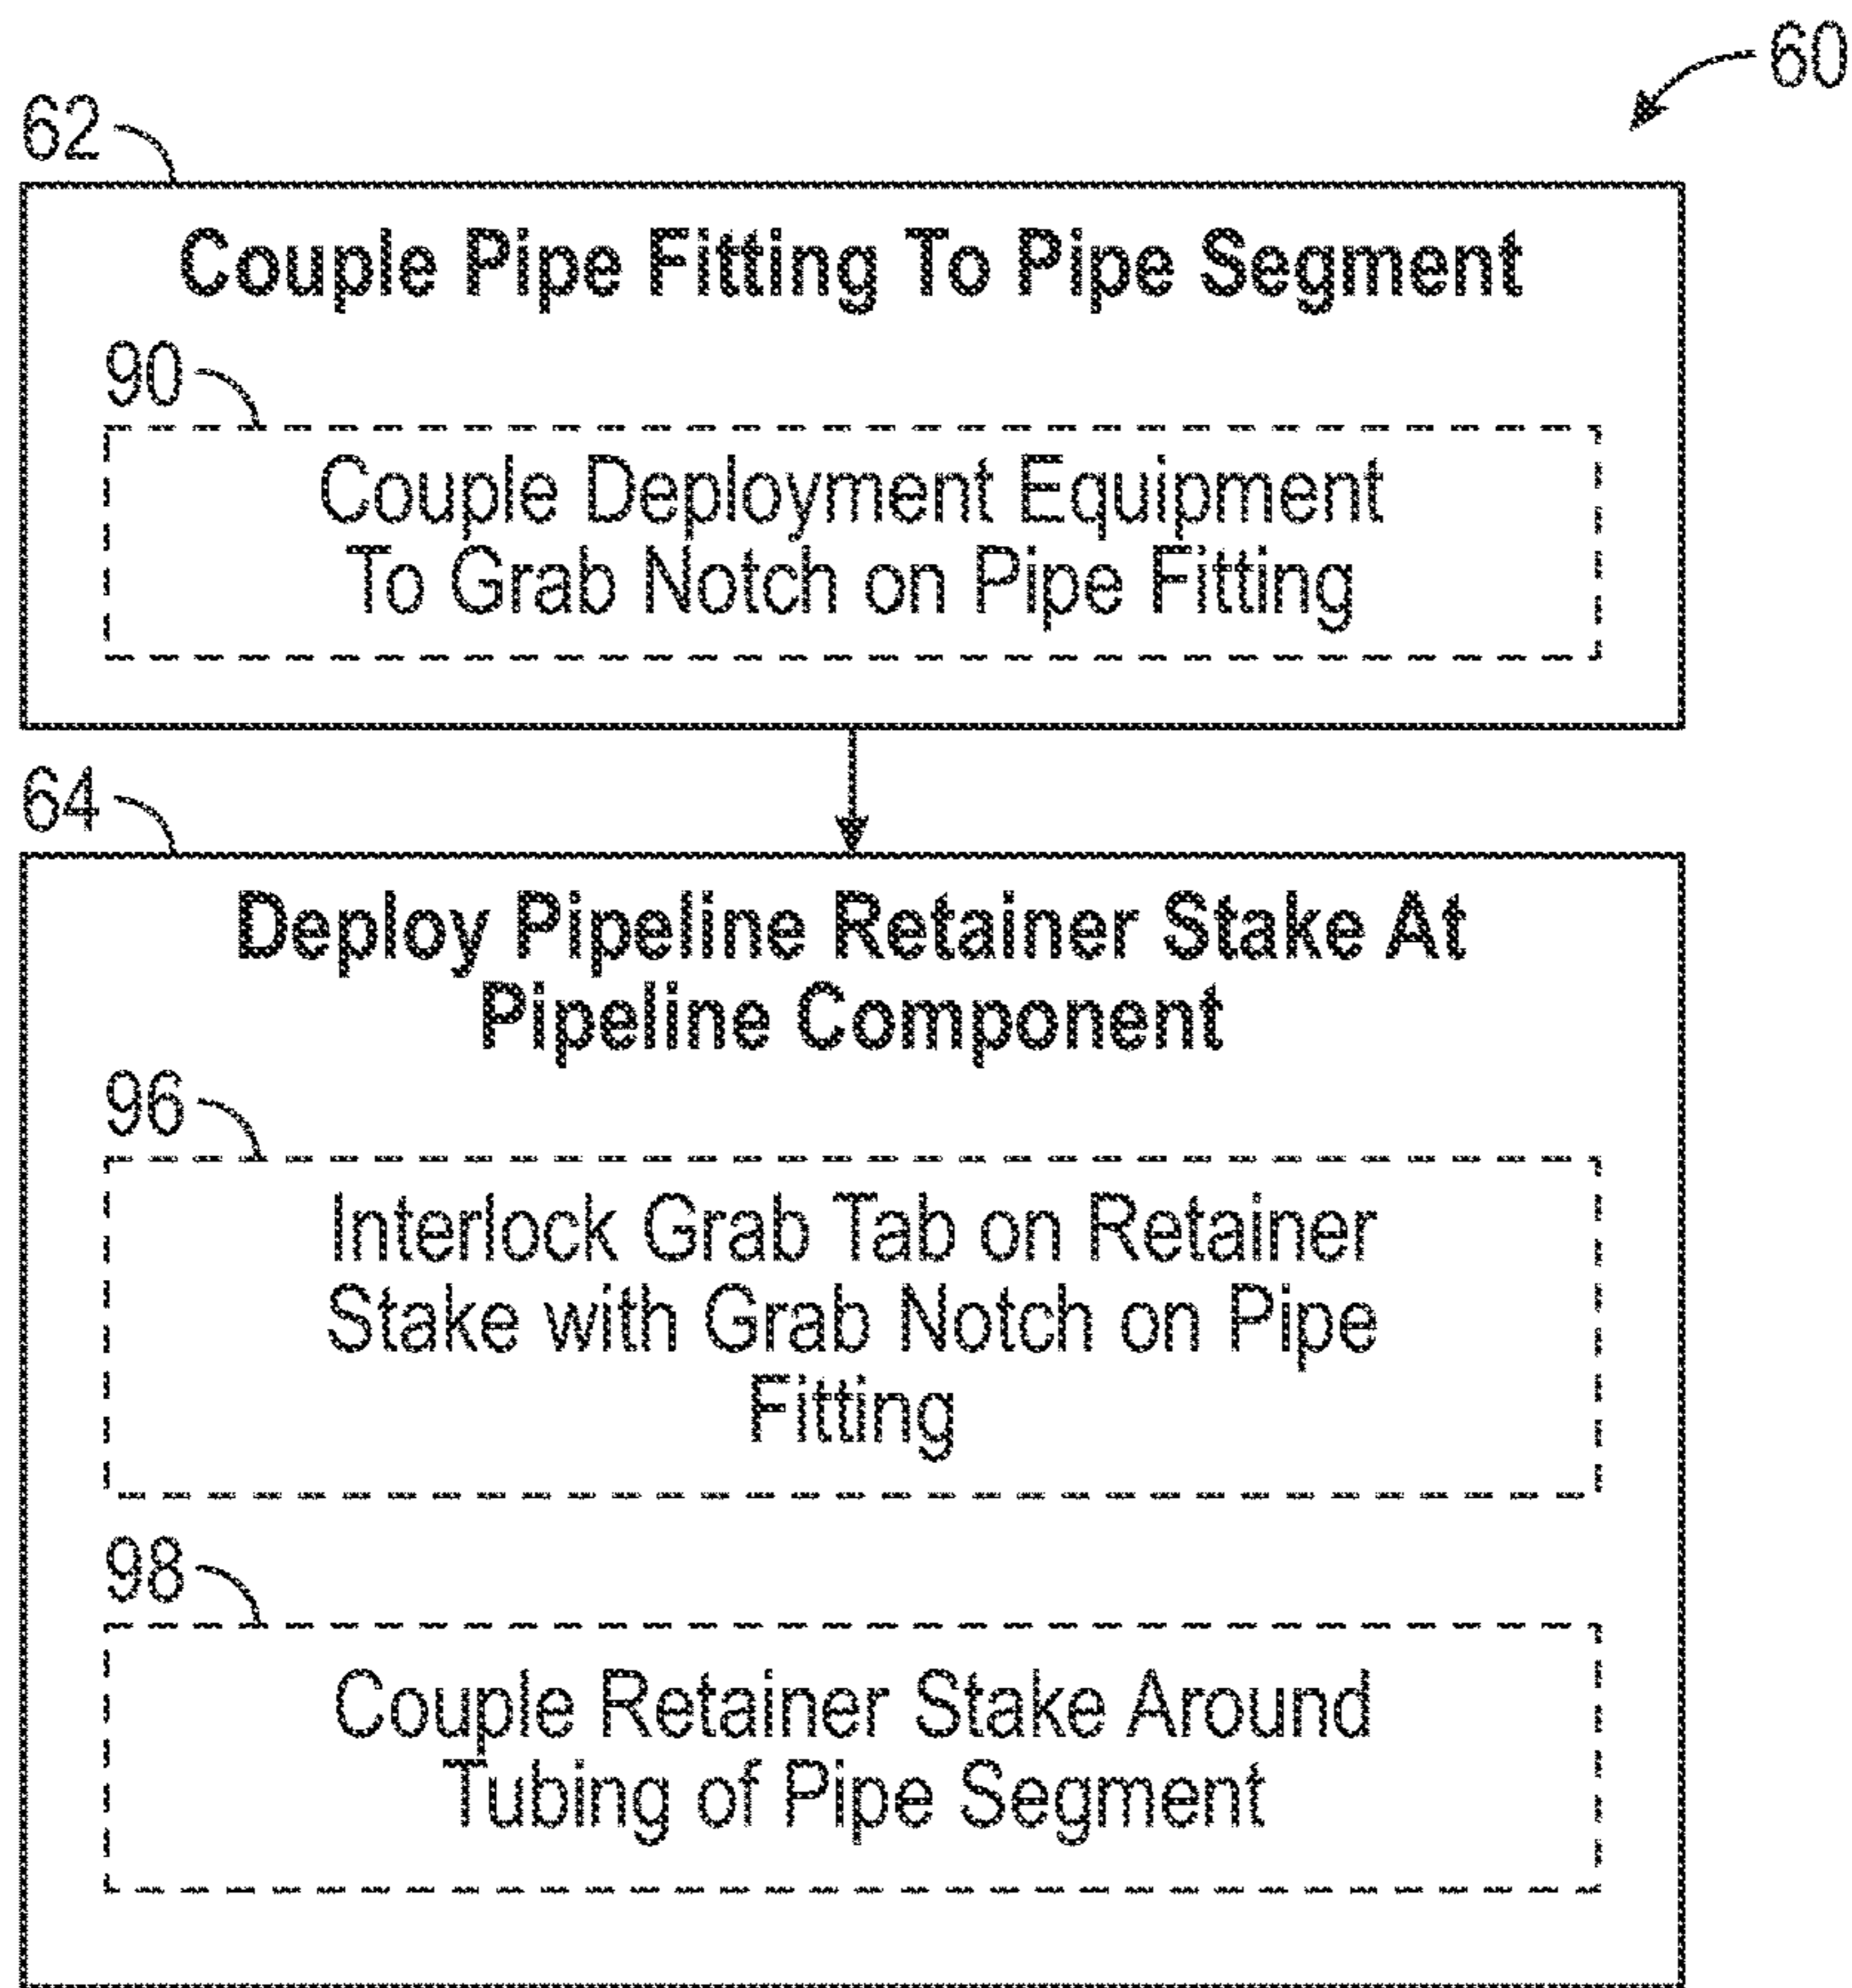 60
62
Couple Pipe Fitting To Pipe Segment
90
Couple Deployment Equipment
To Grab Notch on Pipe Fitting
64
Deploy Pipeline Retainer Stake At
Pipeline Component
96
Interlock Grab Tab on Retainer
Stake with Grab Notch on Pipe
Fitting
98
Couple Retainer Stake Around
Tubing of Pipe Segment